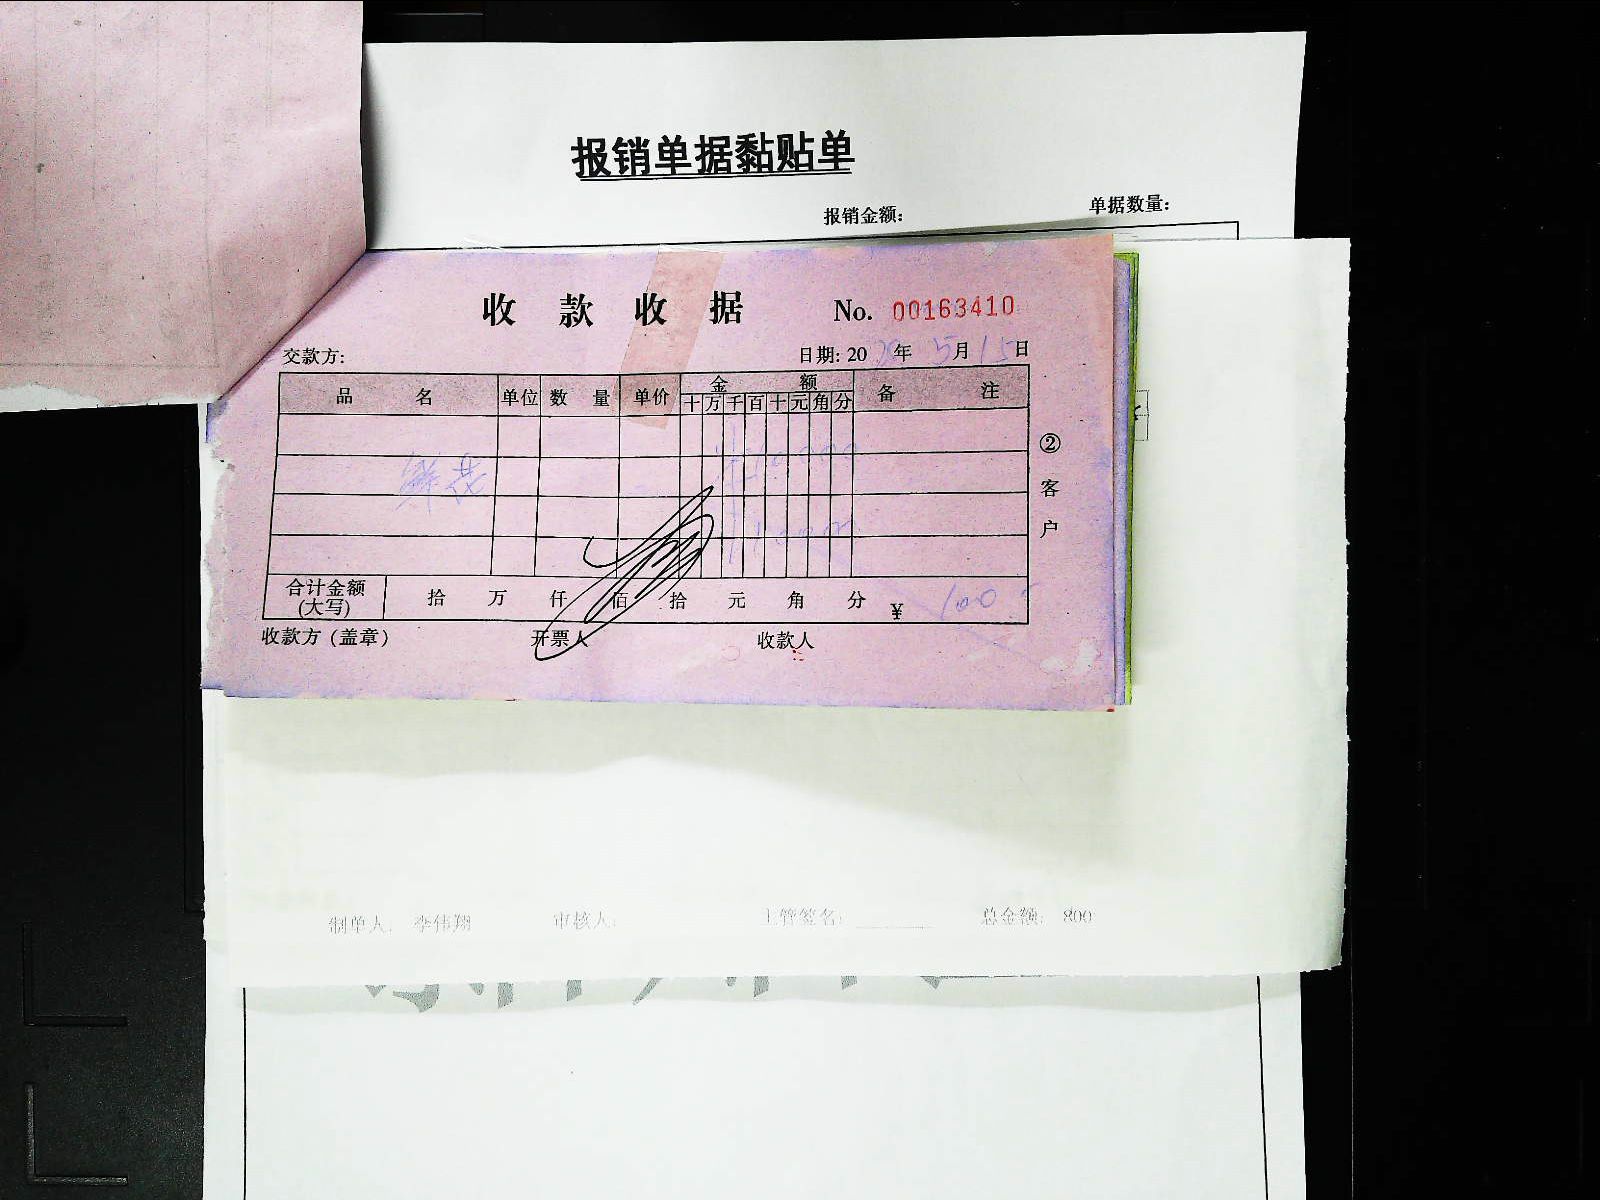 报销单据黏贴单
报销金额: 单据数量:
收款收据 No. 00163410
交款方: 日期: 20 年 5月15日
品名 单位 数量 单价 金额 备注
十万千百十元角分
鲜花
② 客户
合计金额(大写) 拾 万 仟 佰 拾 元 角 分 ¥ 100
收款方(盖章) 开票人 收款人
制单人: 李伟翔 审核人: 主管签名: 总金额: 800